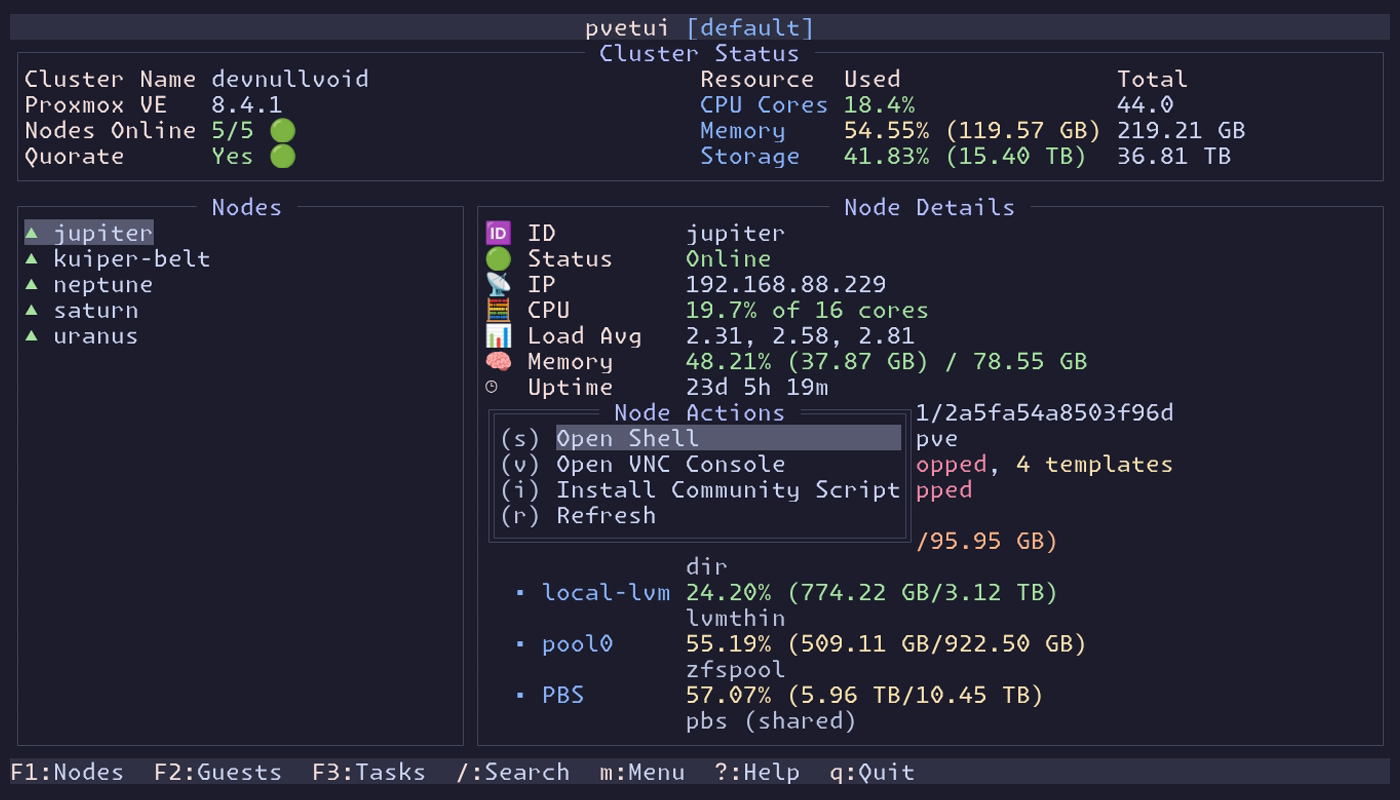 pvetui [default]
Cluster Status
Cluster Name devnullvoid
Proxmox VE 8.4.1
Nodes Online 5/5
Quorate Yes
Resource Used Total
CPU Cores 18.4% 44.0
Memory 54.55% (119.57 GB) 219.21 GB
Storage 41.83% (15.40 TB) 36.81 TB
Nodes
jupiter
kuiper-belt
neptune
saturn
uranus
Node Details
🆔 ID jupiter
Status Online
IP 192.168.88.229
CPU 19.7% of 16 cores
Load Avg 2.31, 2.58, 2.81
Memory 48.21% (37.87 GB) / 78.55 GB
Uptime 23d 5h 19m
1/2a5fa54a8503f96d
pve
opped, 4 templates
pped
/95.95 GB)
Node Actions
(s) Open Shell
(v) Open VNC Console
(i) Install Community Script
(r) Refresh
dir
▪ local-lvm 24.20% (774.22 GB/3.12 TB)
lvmthin
▪ pool0 55.19% (509.11 GB/922.50 GB)
zfspool
▪ PBS 57.07% (5.96 TB/10.45 TB)
pbs (shared)
F1:Nodes F2:Guests F3:Tasks /:Search m:Menu ?:Help q:Quit